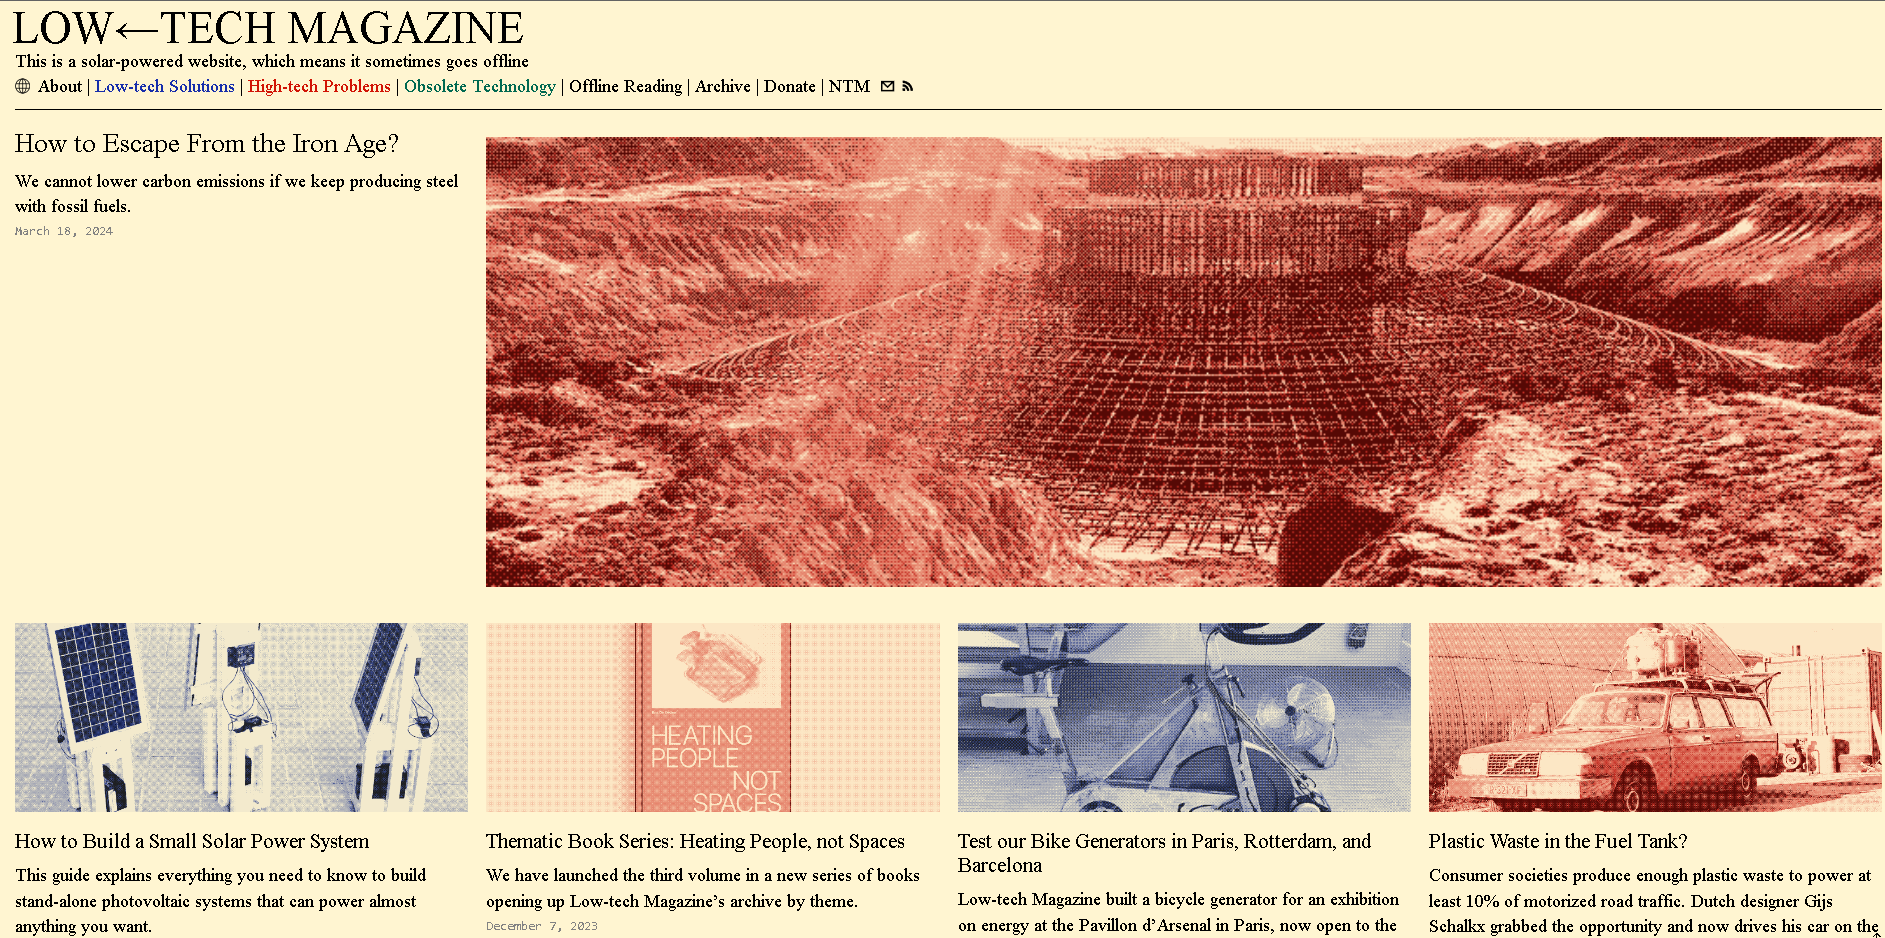 LOW←TECH MAGAZINE
This is a solar-powered website, which means it sometimes goes offline
About | Low-tech Solutions | High-tech Problems | Obsolete Technology | Offline Reading | Archive | Donate | NTM
How to Escape From the Iron Age?
We cannot lower carbon emissions if we keep producing steel
with fossil fuels.
March 18, 2024
HEATING
PEOPLE
NOT
SPACES
How to Build a Small Solar Power System
This guide explains everything you need to know to build
stand-alone photovoltaic systems that can power almost
anything you want.
Thematic Book Series: Heating People, not Spaces
We have launched the third volume in a new series of books
opening up Low-tech Magazine’s archive by theme.
December 7, 2023
Test our Bike Generators in Paris, Rotterdam, and
Barcelona
Low-tech Magazine built a bicycle generator for an exhibition
on energy at the Pavillon d’Arsenal in Paris, now open to the
Plastic Waste in the Fuel Tank?
Consumer societies produce enough plastic waste to power at
least 10% of motorized road traffic. Dutch designer Gijs
Schalkx grabbed the opportunity and now drives his car on the